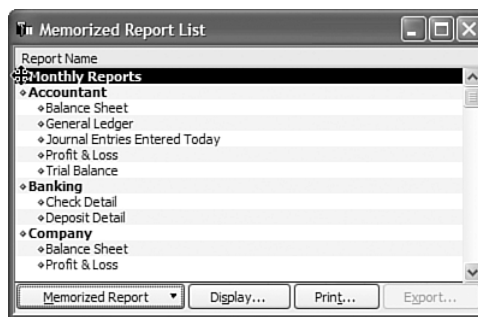 Memorized Report List
Report Name
Monthly Reports
Accountant
Balance Sheet
General Ledger
Journal Entries Entered Today
Profit & Loss
Trial Balance
Banking
Check Detail
Deposit Detail
Company
Balance Sheet
Profit & Loss
Memorized Report Display... Print... Export...